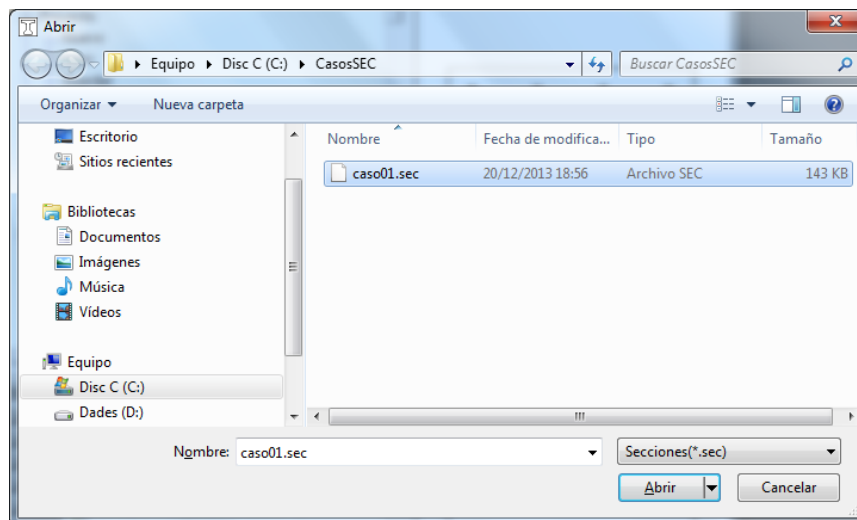 Abrir
Equipo Disc C (C:) CasosSEC Buscar CasosSEC
Organizar Nueva carpeta
Escritorio
Sitios recientes
Bibliotecas
Documentos
Imágenes
Música
Vídeos
Equipo
Disc C (C:)
Dades (D:)
Nombre Fecha de modifica... Tipo Tamaño
caso01.sec 20/12/2013 18:56 Archivo SEC 143 KB
Nombre: caso01.sec Secciones(*.sec)
Abrir Cancelar